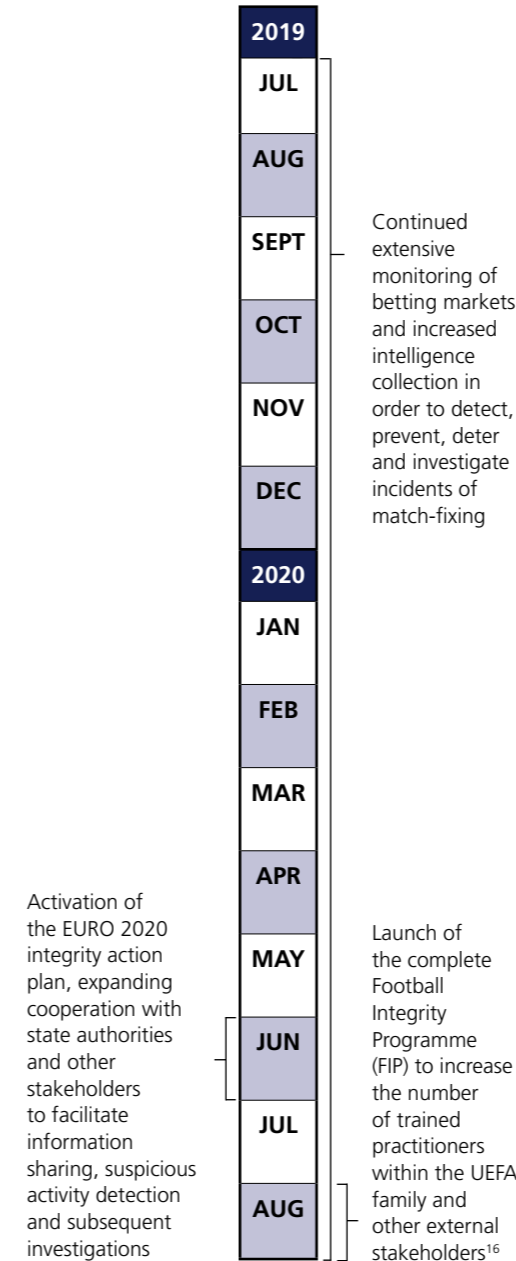 2019
JUL
AUG
SEPT
OCT
NOV
DEC
2020
JAN
FEB
MAR
APR
MAY
JUN
JUL
AUG
Continued
extensive
monitoring of
betting markets
and increased
intelligence
collection in
order to detect,
prevent, deter
and investigate
incidents of
match-fixing
Activation of
the EURO 2020
integrity action
plan, expanding
cooperation with
state authorities
and other
stakeholders
to facilitate
information
sharing, suspicious
activity detection
and subsequent
investigations
Launch of
the complete
Football
Integrity
Programme
(FIP) to increase
the number
of trained
practitioners
within the UEFA
family and
other external
stakeholders¹⁶